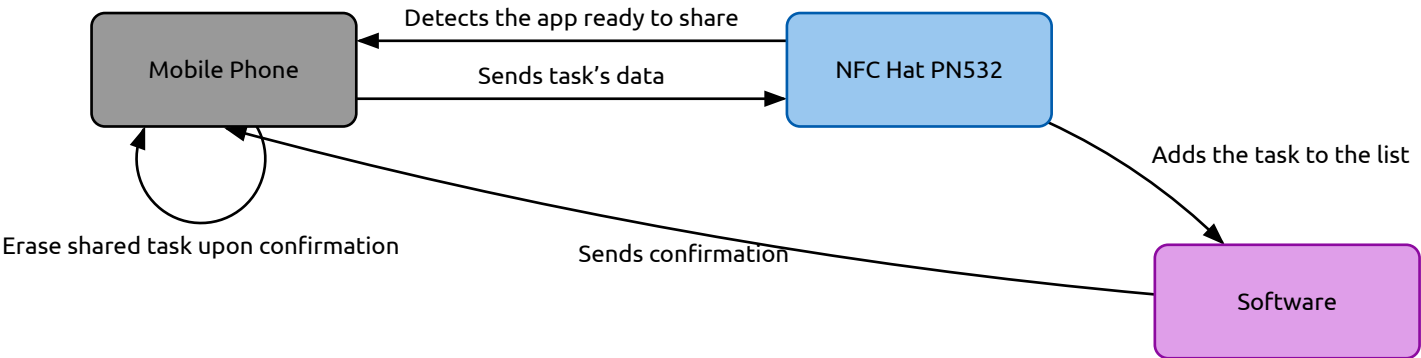 Detects the app ready to share
Mobile Phone
NFC Hat PN532
Sends task's data
Adds the task to the list
Erase shared task upon confirmation
Sends confirmation
Software